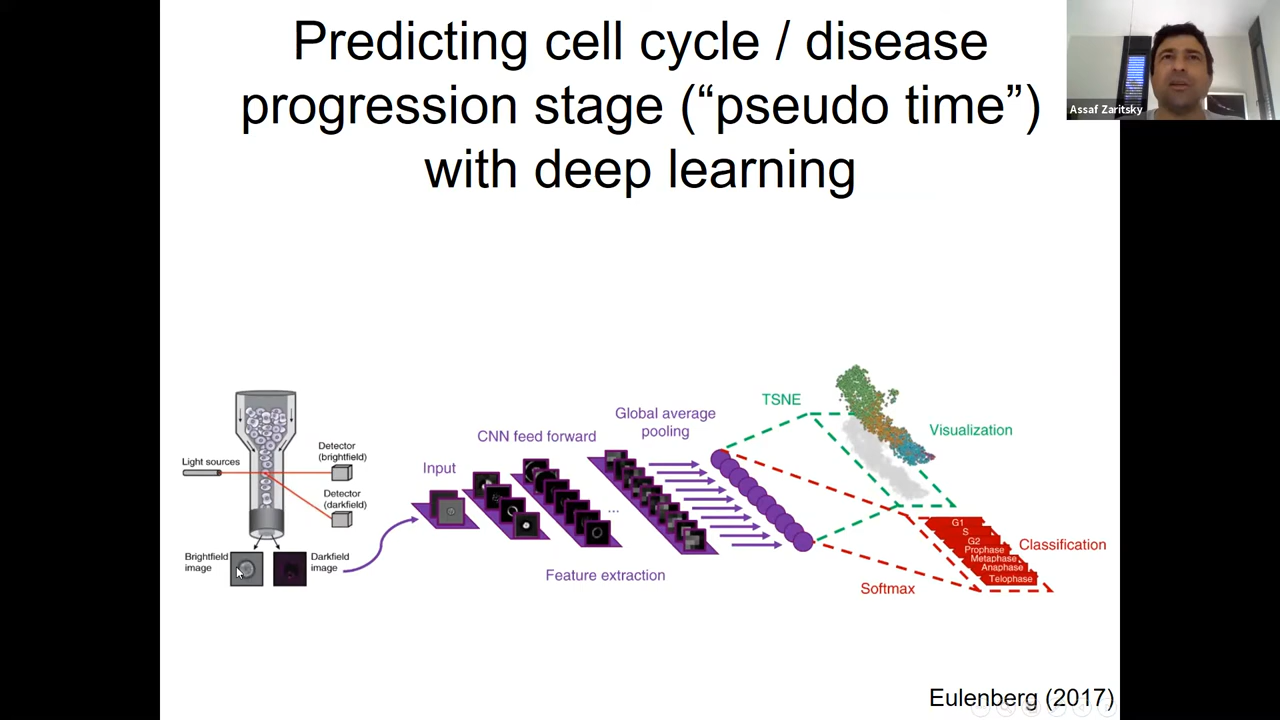 Predicting cell cycle / disease
progression stage (“pseudo time”)
with deep learning
Assaf Zaritsky
Light sources
Detector
(brightfield)
Detector
(darkfield)
Brightfield
image
Darkfield
image
Input
CNN feed forward
Global average
pooling
...
Feature extraction
TSNE
Visualization
G1
S
G2
Prophase
Metaphase
Anaphase
Telophase
Classification
Softmax
Eulenberg (2017)